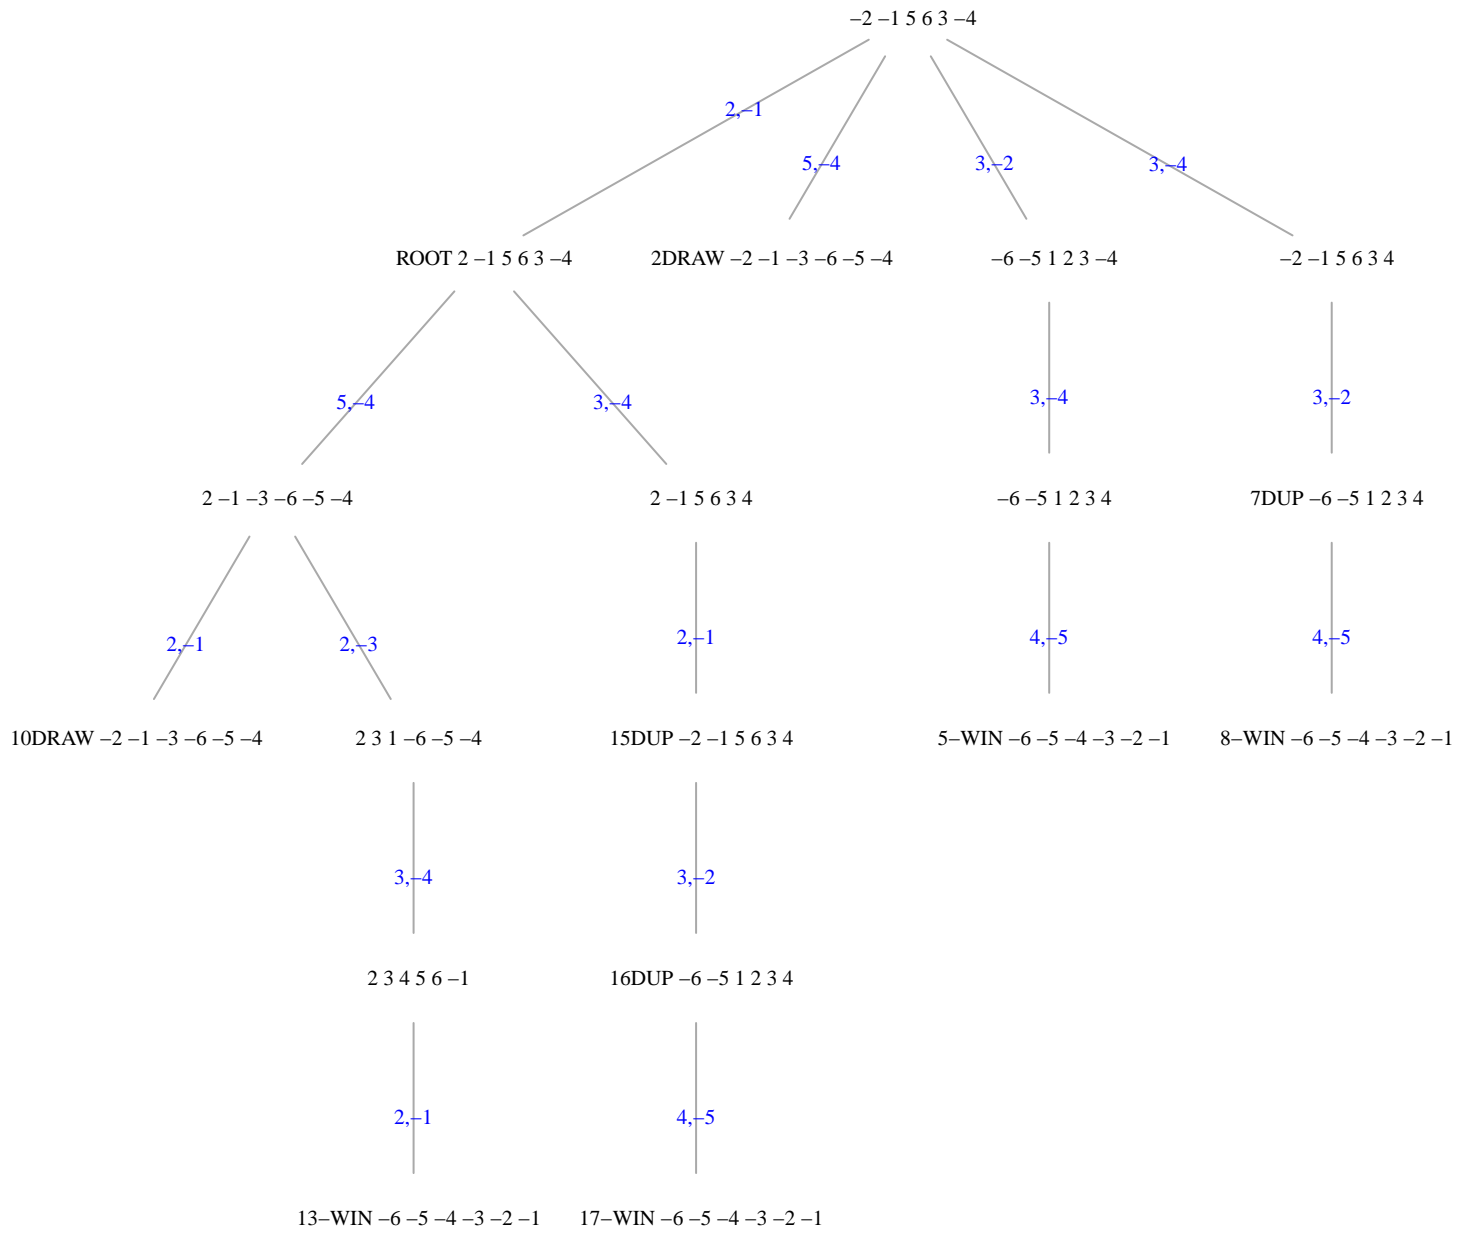 –2 –1 5 6 3 –4
2,–1
5,–4
3,–2
3,–4
ROOT 2 –1 5 6 3 –4
2DRAW –2 –1 –3 –6 –5 –4
–6 –5 1 2 3 –4
–2 –1 5 6 3 4
5,–4
3,–4
3,–4
3,–2
2 –1 –3 –6 –5 –4
2 –1 5 6 3 4
–6 –5 1 2 3 4
7DUP –6 –5 1 2 3 4
2,–1
2,–3
2,–1
4,–5
4,–5
10DRAW –2 –1 –3 –6 –5 –4
2 3 1 –6 –5 –4
15DUP –2 –1 5 6 3 4
5–WIN –6 –5 –4 –3 –2 –1
8–WIN –6 –5 –4 –3 –2 –1
3,–4
3,–2
2 3 4 5 6 –1
16DUP –6 –5 1 2 3 4
2,–1
4,–5
13–WIN –6 –5 –4 –3 –2 –1
17–WIN –6 –5 –4 –3 –2 –1